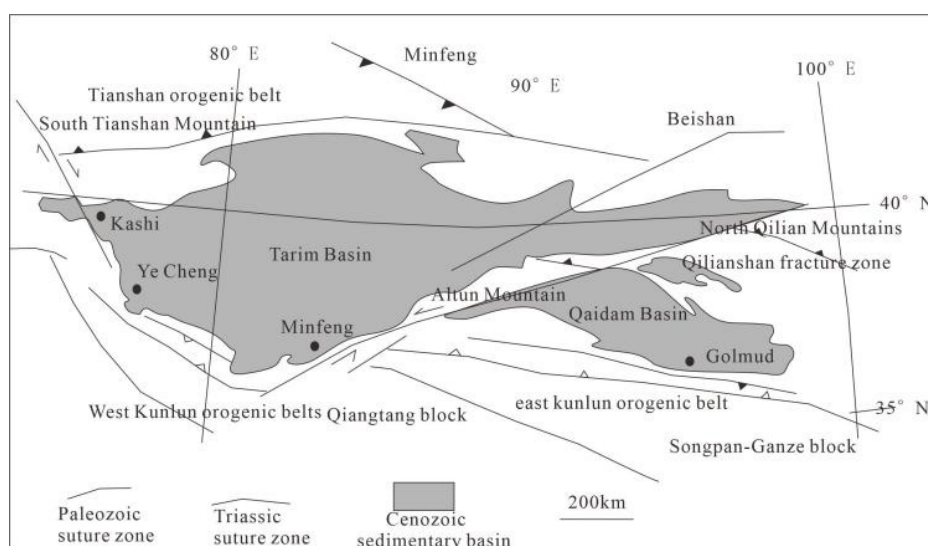 Minfeng
80° E
90° E
100° E
Tianshan orogenic belt
South Tianshan Mountain
Beishan
40° N
Kashi
North Qilian Mountains
Tarim Basin
Qilianshan fracture zone
Ye Cheng
Altun Mountain
Qaidam Basin
Minfeng
Golmud
West Kunlun orogenic belts
Qiangtang block
east kunlun orogenic belt
35° N
Songpan-Ganze block
Paleozoic
suture zone
Triassic
suture zone
Cenozoic
sedimentary basin
200km